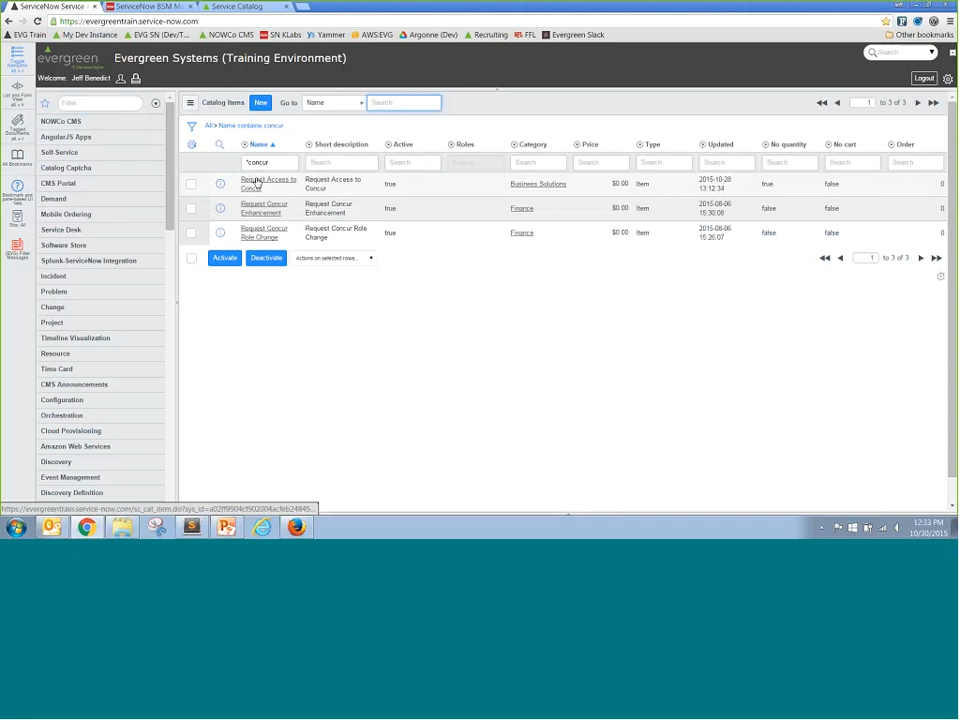 ServiceNow Service
ServiceNow BSM M
Service Catalog
https://evergreentrain.service-now.com
EVG Train
My Dev Instance
EVG SN (Dev/T...
NOWCo CMS
SN KLabs
Yammer
AWS:EVG
Argonne (Dev)
Recruiting
FFL
Evergreen Slack
Other bookmarks
Toggle Navigator
evergreen
Evergreen Systems (Training Environment)
Search
Welcome: Jeff Benedict
Logout
List and Form View
Tagged Documents
All Bookmarks
Filter
NOWCo CMS
AngularJS Apps
Self-Service
Catalog Captcha
CMS Portal
Demand
Mobile Ordering
Service Desk
Software Store
Splunk-ServiceNow Integration
Incident
Problem
Change
Project
Timeline Visualization
Resource
Time Card
CMS Announcements
Configuration
Orchestration
Cloud Provisioning
Amazon Web Services
Discovery
Event Management
Discovery Definition
Catalog Items New Go to Name Search 1 to 3 of 3
All > Name contains concur
Name Short description Active Roles Category Price Type Updated No quantity No cart Order
*concur Search Search Search Search Search Search Search Search Search Search
Request Access to Concur Request Access to Concur true Business Solutions $0.00 Item 2015-10-28 13:12:34 true false 0
Request Concur Enhancement Request Concur Enhancement true Finance $0.00 Item 2015-08-06 15:30:08 false false 0
Request Concur Role Change Request Concur Role Change true Finance $0.00 Item 2015-08-06 15:26:07 false false 0
Activate Deactivate Actions on selected rows... 1 to 3 of 3
https://evergreentrain.service-now.com/sc_cat_item.do?sys_id=a02ff9904cf902004acfeb24845...
12:33 PM
10/30/2015